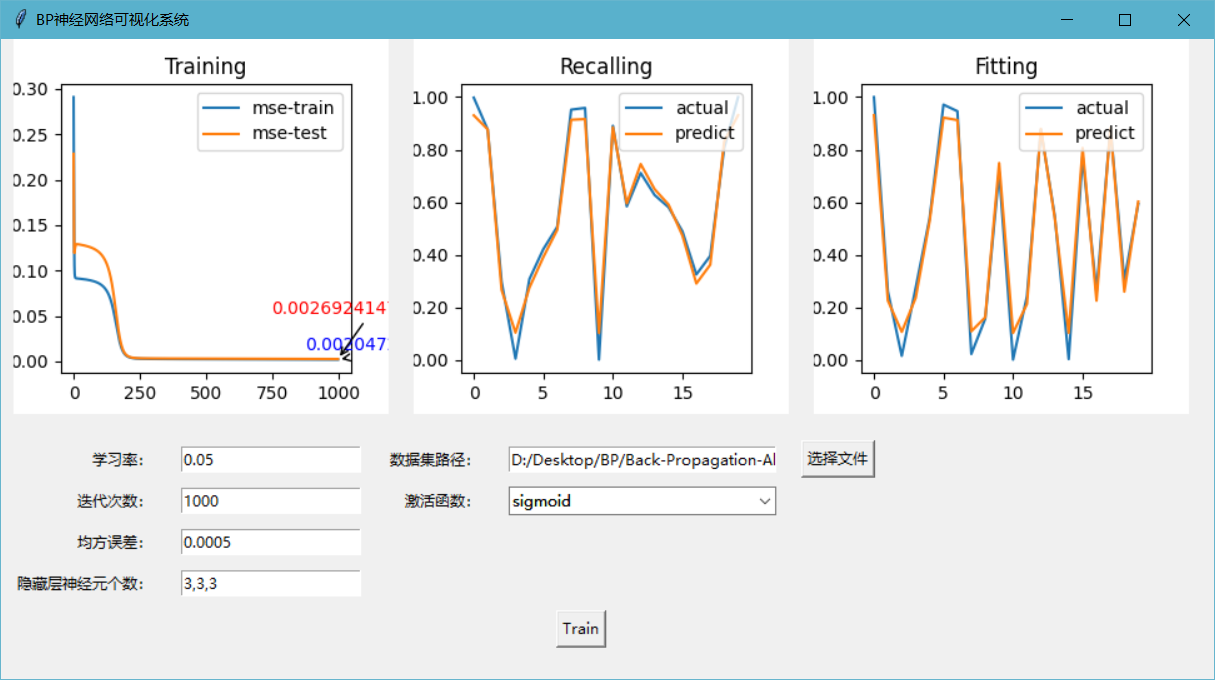 BP神经网络可视化系统
Training
0.30
0.25
0.20
0.15
0.10
0.05
0.00
mse-train
mse-test
0.002692414
0 250 500 750 1000
Recalling
1.00
0.80
0.60
0.40
0.20
0.00
actual
predict
0 5 10 15
Fitting
1.00
0.80
0.60
0.40
0.20
0.00
actual
predict
0 5 10 15
学习率: 0.05 数据集路径: D:/Desktop/BP/Back-Propagation-Al 选择文件
迭代次数: 1000 激活函数: sigmoid
均方误差: 0.0005
隐藏层神经元个数: 3,3,3
Train